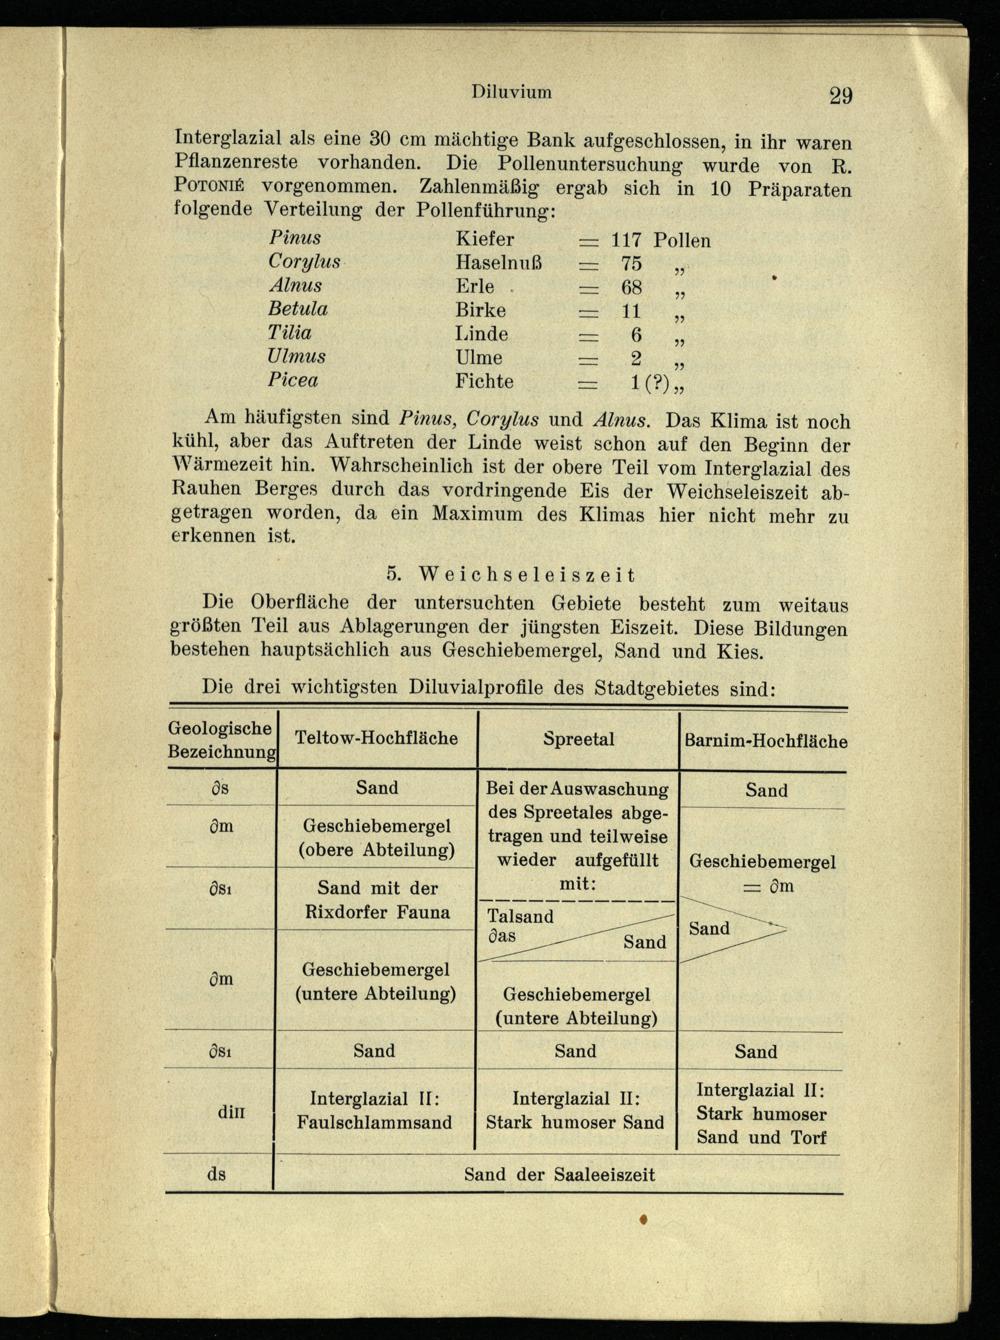 Diluvium 29
Interglazial als eine 30 cm mächtige Bank aufgeschlossen, in ihr waren
Pflanzenreste vorhanden. Die Pollenuntersuchung wurde von R.
POTONIÉ vorgenommen. Zahlenmäßig ergab sich in 10 Präparaten
folgende Verteilung der Pollenführung:
Pinus Kiefer = 117 Pollen
Corylus Haselnuß = 75 „
Alnus Erle = 68 „
Betula Birke = 11 „
Tilia Linde = 6 „
Ulmus Ulme = 2 „
Picea Fichte = 1 (?) „
Am häufigsten sind Pinus, Corylus und Alnus. Das Klima ist noch
kühl, aber das Auftreten der Linde weist schon auf den Beginn der
Wärmezeit hin. Wahrscheinlich ist der obere Teil vom Interglazial des
Rauhen Berges durch das vordringende Eis der Weichseleiszeit ab-
getragen worden, da ein Maximum des Klimas hier nicht mehr zu
erkennen ist.
5. Weichseleiszeit
Die Oberfläche der untersuchten Gebiete besteht zum weitaus
größten Teil aus Ablagerungen der jüngsten Eiszeit. Diese Bildungen
bestehen hauptsächlich aus Geschiebemergel, Sand und Kies.
Die drei wichtigsten Diluvialprofile des Stadtgebietes sind:
Geologische
Bezeichnung
Teltow-Hochfläche
Spreetal
Barnim-Hochfläche
∂s
∂m
∂s1
∂m
∂s1
diII
ds
Sand
Geschiebemergel
(obere Abteilung)
Sand mit der
Rixdorfer Fauna
Geschiebemergel
(untere Abteilung)
Sand
Interglazial II:
Faulschlammsand
Bei der Auswaschung
des Spreetales abge-
tragen und teilweise
wieder aufgefüllt
mit:
Talsand
∂as
Sand
Geschiebemergel
(untere Abteilung)
Sand
Interglazial II:
Stark humoser Sand
Sand
Geschiebemergel
= ∂m
Sand
Sand
Interglazial II:
Stark humoser
Sand und Torf
Sand der Saaleeiszeit